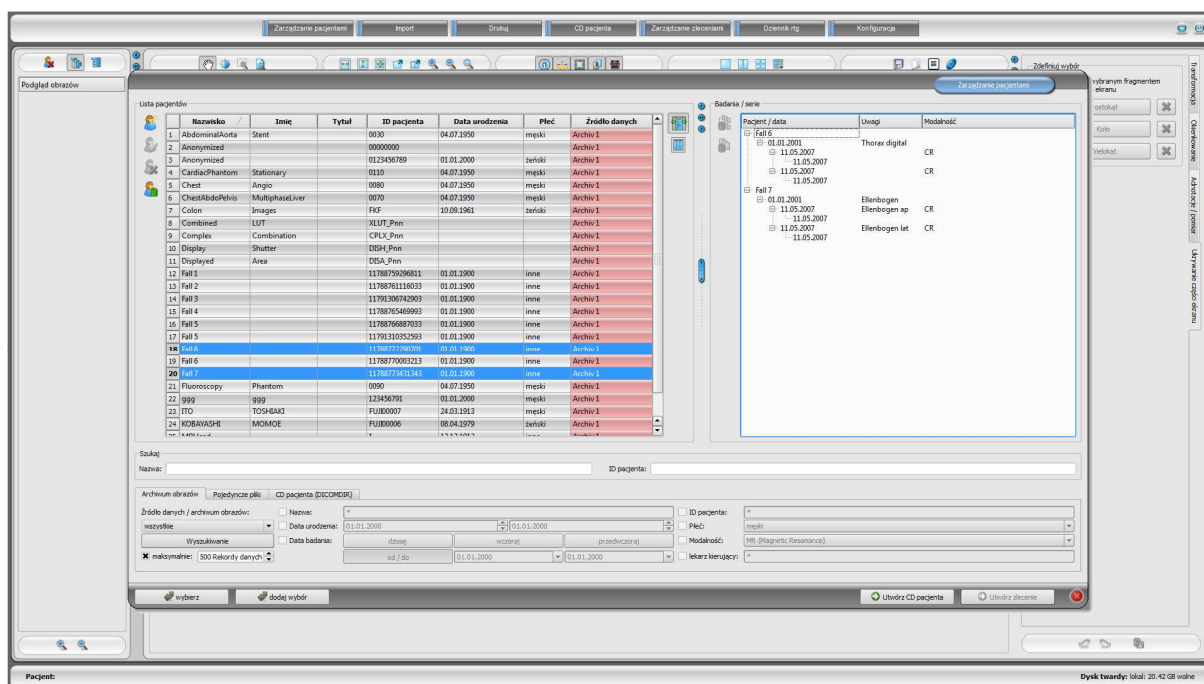 Zarządzanie pacjentami Import Drukuj CD pacjenta Zarządzanie zleceniami Dziennik rtg Konfiguracja
Podgląd obrazów
Zdefiniuj wybór
wybranym fragmentem
ekranu
Koło
Transformacja
Okienkowanie
Adnotacje / pomiar
Ukrywanie części ekranu
Zarządzanie pacjentami
Lista pacjentów
Nazwisko Imię Tytuł ID pacjenta Data urodzenia Płeć Źródło danych
1 AbdominalAorta Stent 0030 04.07.1950 męski Archiv 1
2 Anonymized 00000000 Archiv 1
3 Anonymized 0123456789 01.01.2000 żeński Archiv 1
4 CardiacPhantom Stationary 0110 04.07.1950 męski Archiv 1
5 Chest Angio 0080 04.07.1950 męski Archiv 1
6 ChestAbdoPelvis MultiphaseLiver 0070 04.07.1950 męski Archiv 1
7 Colon Images FKF 10.09.1961 żeński Archiv 1
8 Combined LUT XLUT_Pnn Archiv 1
9 Complex Combination CPLX_Pnn Archiv 1
10 Display Shutter DISH_Pnn Archiv 1
11 Displayed Area DISA_Pnn Archiv 1
12 Fall 1 11788759296811 01.01.1900 inne Archiv 1
13 Fall 2 11788761116033 01.01.1900 inne Archiv 1
14 Fall 3 11791306742903 01.01.1900 inne Archiv 1
15 Fall 4 11788765469993 01.01.1900 inne Archiv 1
16 Fall 5 11788766887033 01.01.1900 inne Archiv 1
17 Fall 5 11791310352593 01.01.1900 inne Archiv 1
18 Fall 6 11788772290701 01.01.1900 inne Archiv 1
19 Fall 6 11788770003213 01.01.1900 inne Archiv 1
20 Fall 7 11788773431343 01.01.1900 inne Archiv 1
21 Fluoroscopy Phantom 0090 04.07.1950 męski Archiv 1
22 ggg ggg 123456791 01.01.2000 męski Archiv 1
23 ITO TOSHIAKI FUJI00007 24.03.1913 męski Archiv 1
24 KOBAYASHI MOMOE FUJI00006 08.04.1979 żeński Archiv 1
Badania / serie
Pacjent / data Uwagi Modalność
Fall 6
01.01.2001 Thorax digital
11.05.2007 CR
11.05.2007
11.05.2007 CR
11.05.2007
Fall 7
01.01.2001 Ellenbogen
11.05.2007 Ellenbogen ap CR
11.05.2007
11.05.2007 Ellenbogen lat CR
11.05.2007
Szukaj
Nazwa: ID pacjenta:
Archiwum obrazów Pojedyncze pliki CD pacjenta (DICOMDIR)
Źródło danych / archiwum obrazów: Nazwa: * ID pacjenta: *
wszystkie Data urodzenia: 01.01.2000 01.01.2000 Płeć: męski
Wyszukiwanie Data badania: dzisiaj wczoraj przedwczoraj Modalność: MR (Magnetic Resonance)
maksymalnie: 500 Rekordy danych od / do 01.01.2000 01.01.2000 lekarz kierujący: *
wybierz dodaj wybór Utwórz CD pacjenta Utwórz zlecenie
Pacjent: Dysk twardy: lokal: 20.42 GB wolne